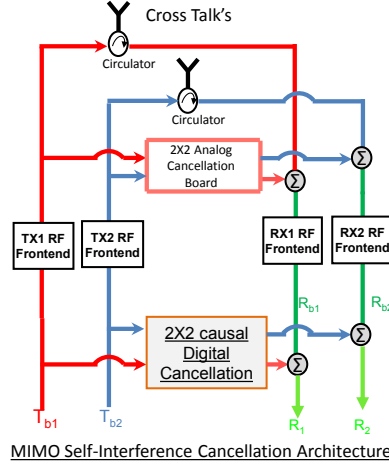 Cross Talk's
Circulator
Circulator
Σ
2X2 Analog
Cancellation
Board
Σ
TX1 RF
Frontend
TX2 RF
Frontend
RX1 RF
Frontend
RX2 RF
Frontend
Rb1
Rb2
2X2 causal
Digital
Cancellation
Σ
Σ
Tb1
Tb2
R1
R2
MIMO Self-Interference Cancellation Architecture